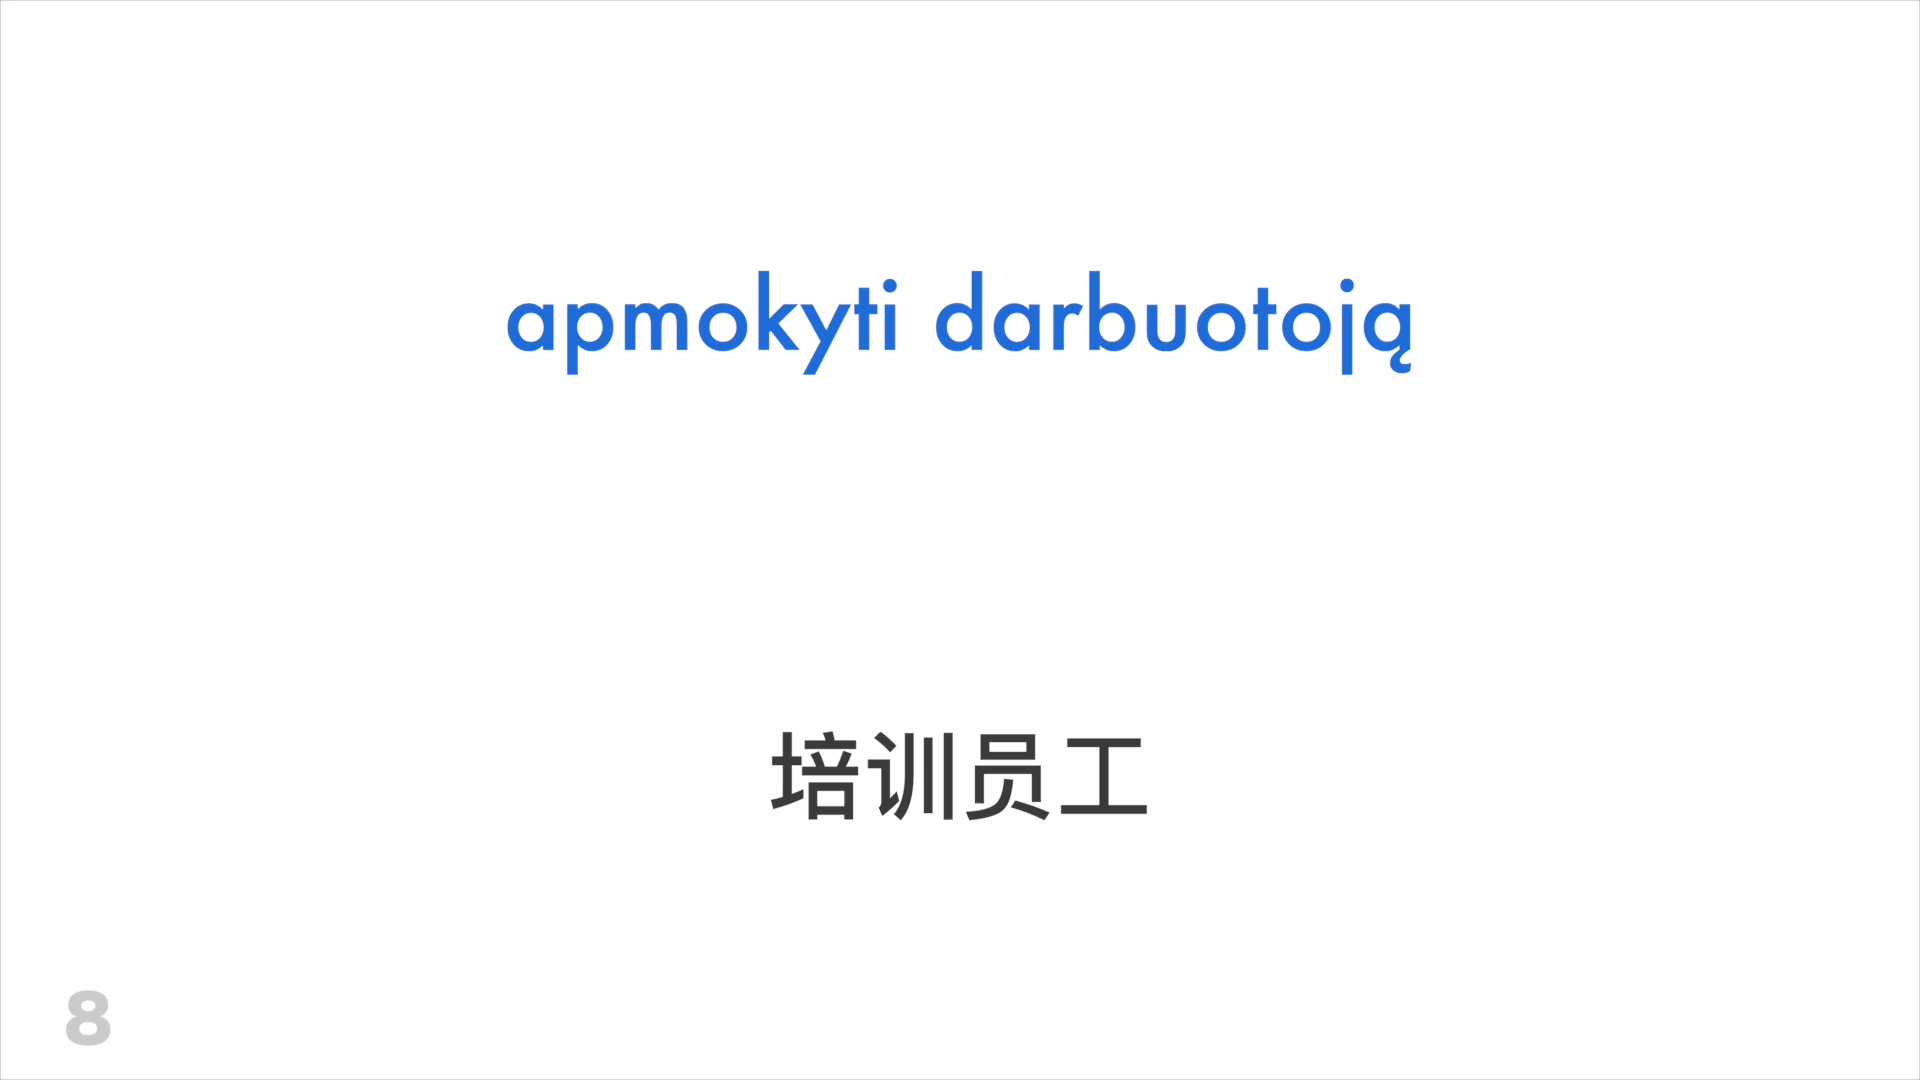 apmokyti darbuotoją
培训员工
8